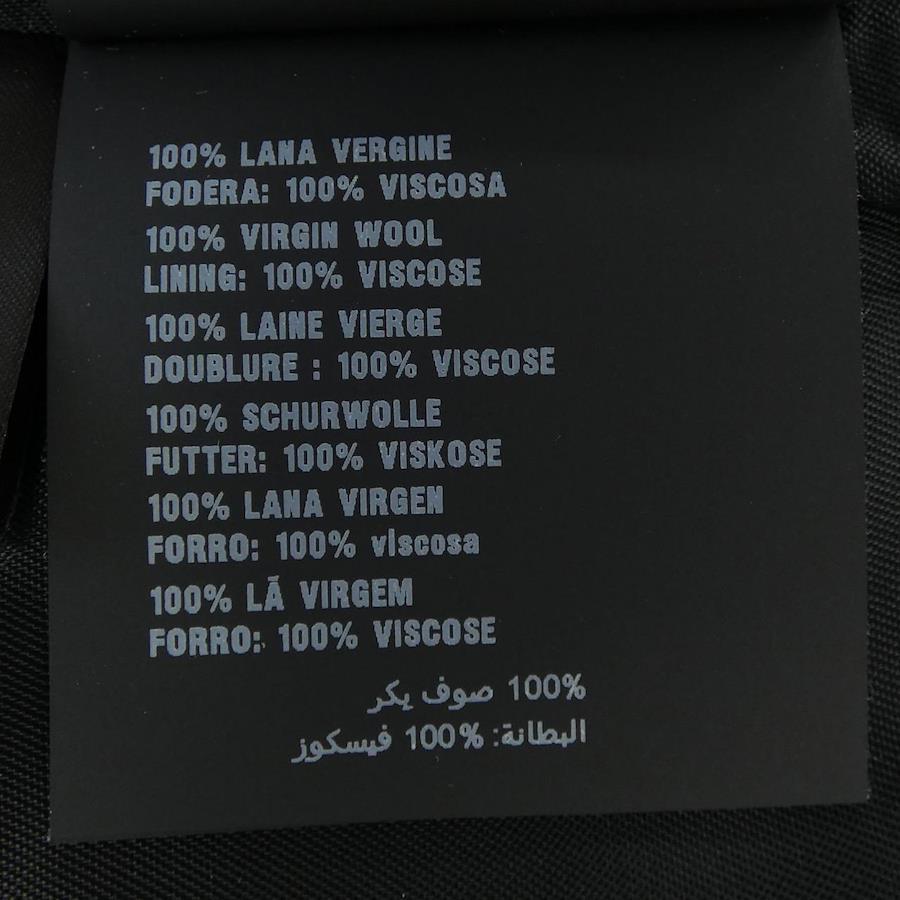 100% LANA VERGINE
FODERA: 100% VISCOSA
100% VIRGIN WOOL
LINING: 100% VISCOSE
100% LAINE VIERGE
DOUBLURE : 100% VISCOSE
100% SCHURWOLLE
FUTTER: 100% VISKOSE
100% LANA VIRGEN
FORRO: 100% viscosa
100% LÃ VIRGEM
FORRO: 100% VISCOSE
100% صوف يكر
البطانة: 100% فيسكوز